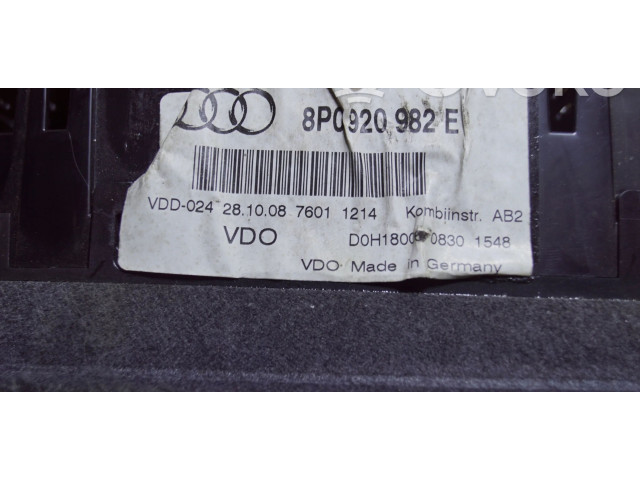 8P0920 982 E
VDD-024 28.10.08 7601 1214 Kombiinstr. AB2
VDO D0H1800 0830 1548
VDO Made in Germany